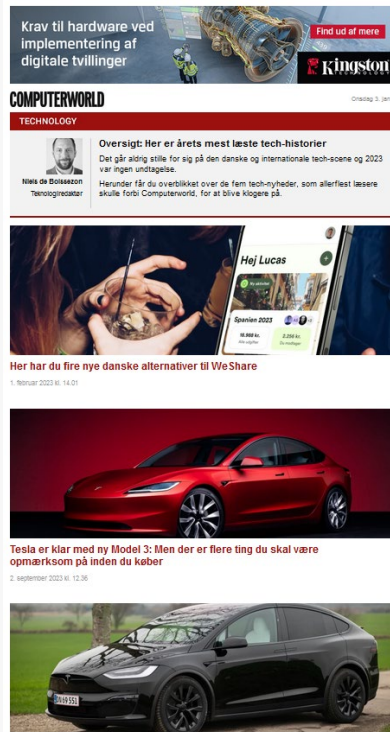 Krav til hardware ved
implementering af
digitale tvillinger
Find ud af mere
Kingston
TECHNOLOGY
COMPUTERWORLD
Onsdag 3. jan
TECHNOLOGY
Oversigt: Her er årets mest læste tech-historier
Det går aldrig stille for sig på den danske og internationale tech-scene og 2023
var ingen undtagelse.
Niels de Boissezon
Teknologiredaktør
Herunder får du overblikket over de fem tech-nyheder, som allerflest læsere
skulle forbi Computerworld, for at blive klogere på.
Hej Lucas
Ny aktivitet
Spanien 2023
Her har du fire nye danske alternativer til WeShare
1. februar 2023 kl. 14.01
Tesla er klar med ny Model 3: Men der er flere ting du skal være
opmærksom på inden du køber
2. september 2023 kl. 12.36